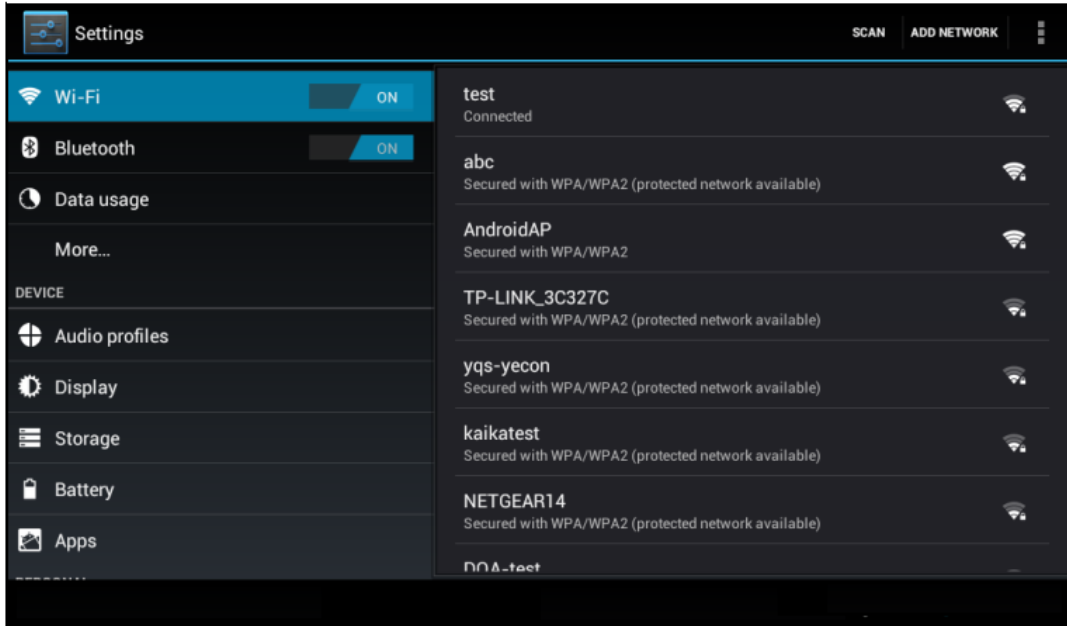 Settings
SCAN
ADD NETWORK
Wi-Fi
ON
Bluetooth
ON
Data usage
More...
DEVICE
Audio profiles
Display
Storage
Battery
Apps
test
Connected
abc
Secured with WPA/WPA2 (protected network available)
AndroidAP
Secured with WPA/WPA2
TP-LINK_3C327C
Secured with WPA/WPA2 (protected network available)
yqs-yecon
Secured with WPA/WPA2 (protected network available)
kaikatest
Secured with WPA/WPA2 (protected network available)
NETGEAR14
Secured with WPA/WPA2 (protected network available)